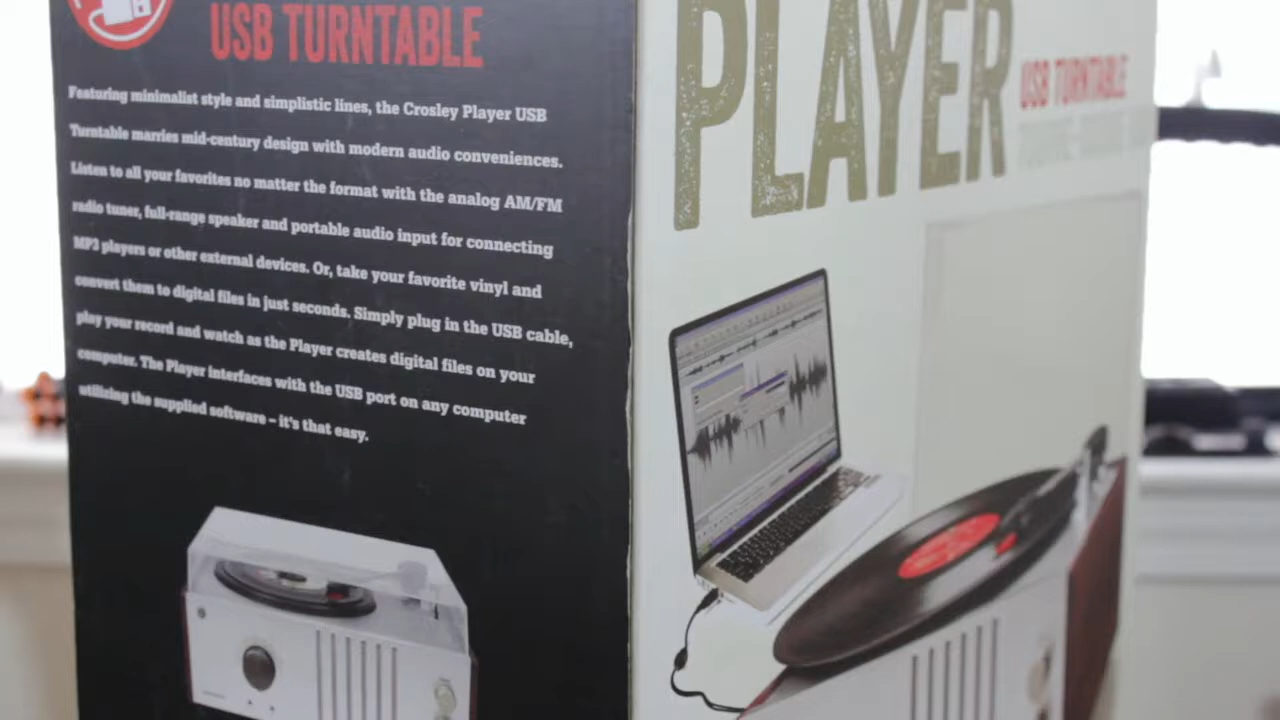 USB TURNTABLE
Featuring minimalist style and simplistic lines, the Crosley Player USB
Turntable marries mid-century design with modern audio conveniences.
Listen to all your favorites no matter the format with the analog AM/FM
radio tuner, full-range speaker and portable audio input for connecting
MP3 players or other external devices. Or, take your favorite vinyl and
convert them to digital files in just seconds. Simply plug in the USB cable,
play your record and watch as the Player creates digital files on your
computer. The Player interfaces with the USB port on any computer
utilizing the supplied software – it's that easy.
PLAYER
USB TURNTABLE